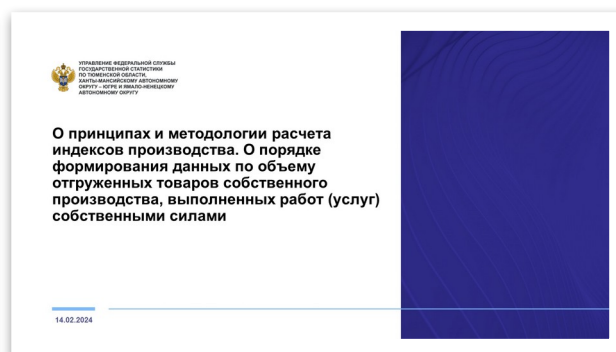 УПРАВЛЕНИЕ ФЕДЕРАЛЬНОЙ СЛУЖБЫ
ГОСУДАРСТВЕННОЙ СТАТИСТИКИ
ПО ТЮМЕНСКОЙ ОБЛАСТИ,
ХАНТЫ-МАНСИЙСКОМУ АВТОНОМНОМУ
ОКРУГУ – ЮГРЕ И ЯМАЛО-НЕНЕЦКОМУ
АВТОНОМНОМУ ОКРУГУ
О принципах и методологии расчета
индексов производства. О порядке
формирования данных по объему
отгруженных товаров собственного
производства, выполненных работ (услуг)
собственными силами
14.02.2024